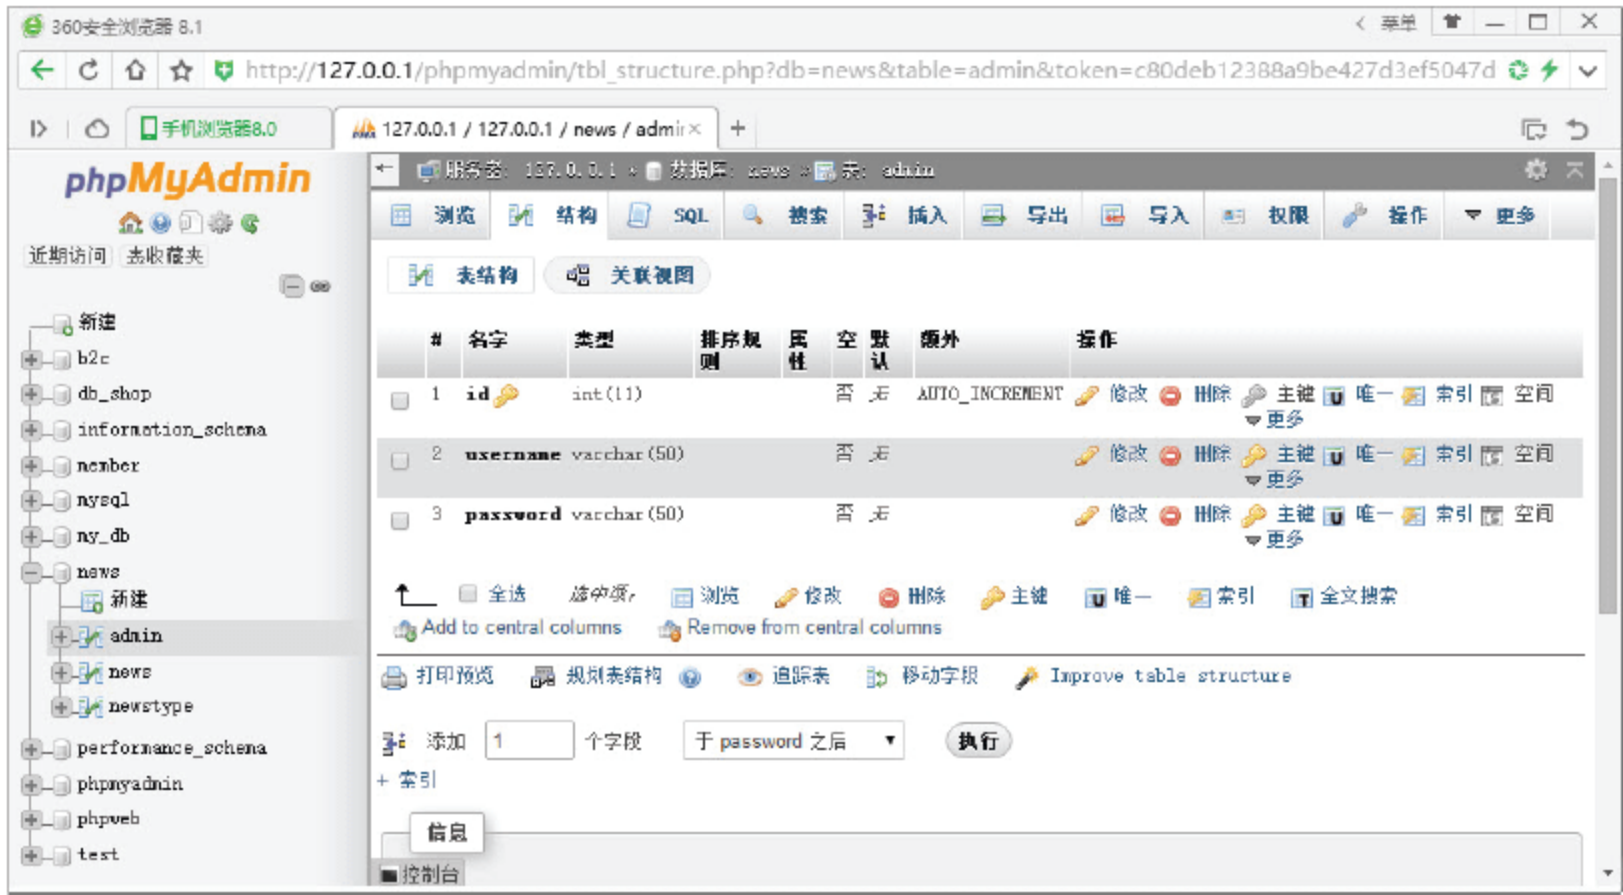 360安全浏览器 8.1
菜单
http://127.0.0.1/phpmyadmin/tbl_structure.php?db=news&table=admin&token=c80deb12388a9be427d3ef5047d
手机浏览器8.0
127.0.0.1 / 127.0.0.1 / news / admin
phpMyAdmin
近期访问 表收藏夹
新建
b2c
db_shop
information_schema
member
mysql
my_db
news
新建
admin
news
newstype
performance_schema
phpmyadmin
phpweb
test
服务器: 127.0.0.1 » 数据库: news » 表: admin
浏览 结构 SQL 搜索 插入 导出 导入 权限 操作 更多
表结构 关联视图
# 名字 类型 排序规则 属性 空 默认 额外 操作
1 id int(11) 否 无 AUTO_INCREMENT 修改 删除 主键 唯一 索引 空间
更多
2 username varchar(50) 否 无 修改 删除 主键 唯一 索引 空间
更多
3 password varchar(50) 否 无 修改 删除 主键 唯一 索引 空间
更多
全选 选中项: 浏览 修改 删除 主键 唯一 索引 全文搜索
Add to central columns Remove from central columns
打印预览 规划表结构 追踪表 移动字段 Improve table structure
添加 1 个字段 于 password 之后 执行
+ 索引
信息
控制台